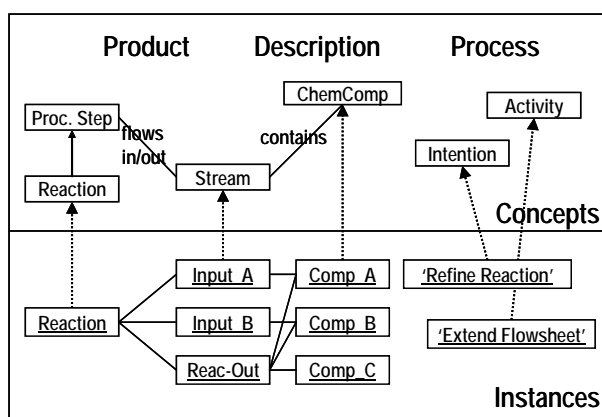 Product Description Process
ChemComp
Activity
Proc. Step
flows
in/out
contains
Intention
Reaction
Stream
Concepts
Input_A
Comp_A
'Refine Reaction'
Reaction
Input_B
Comp_B
'Extend Flowsheet'
Reac-Out
Comp_C
Instances